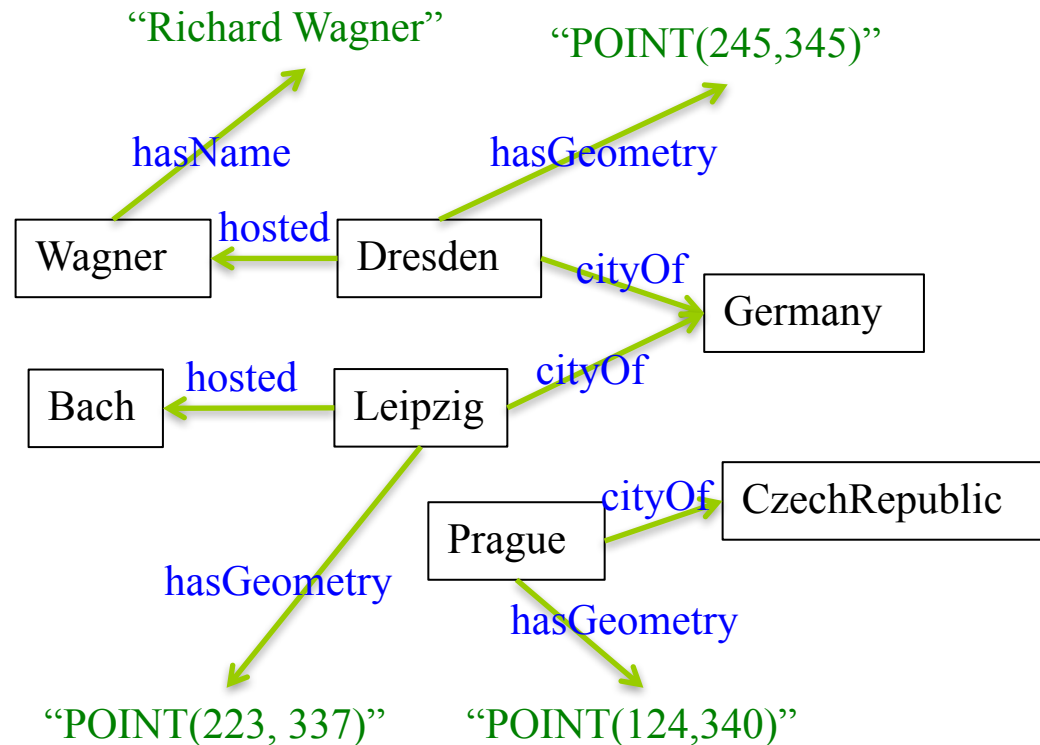 “Richard Wagner”
“POINT(245,345)”
hasName
hasGeometry
hosted
Wagner
Dresden
cityOf
Germany
hosted
cityOf
Bach
Leipzig
cityOf
CzechRepublic
Prague
hasGeometry
hasGeometry
“POINT(223, 337)”
“POINT(124,340)”